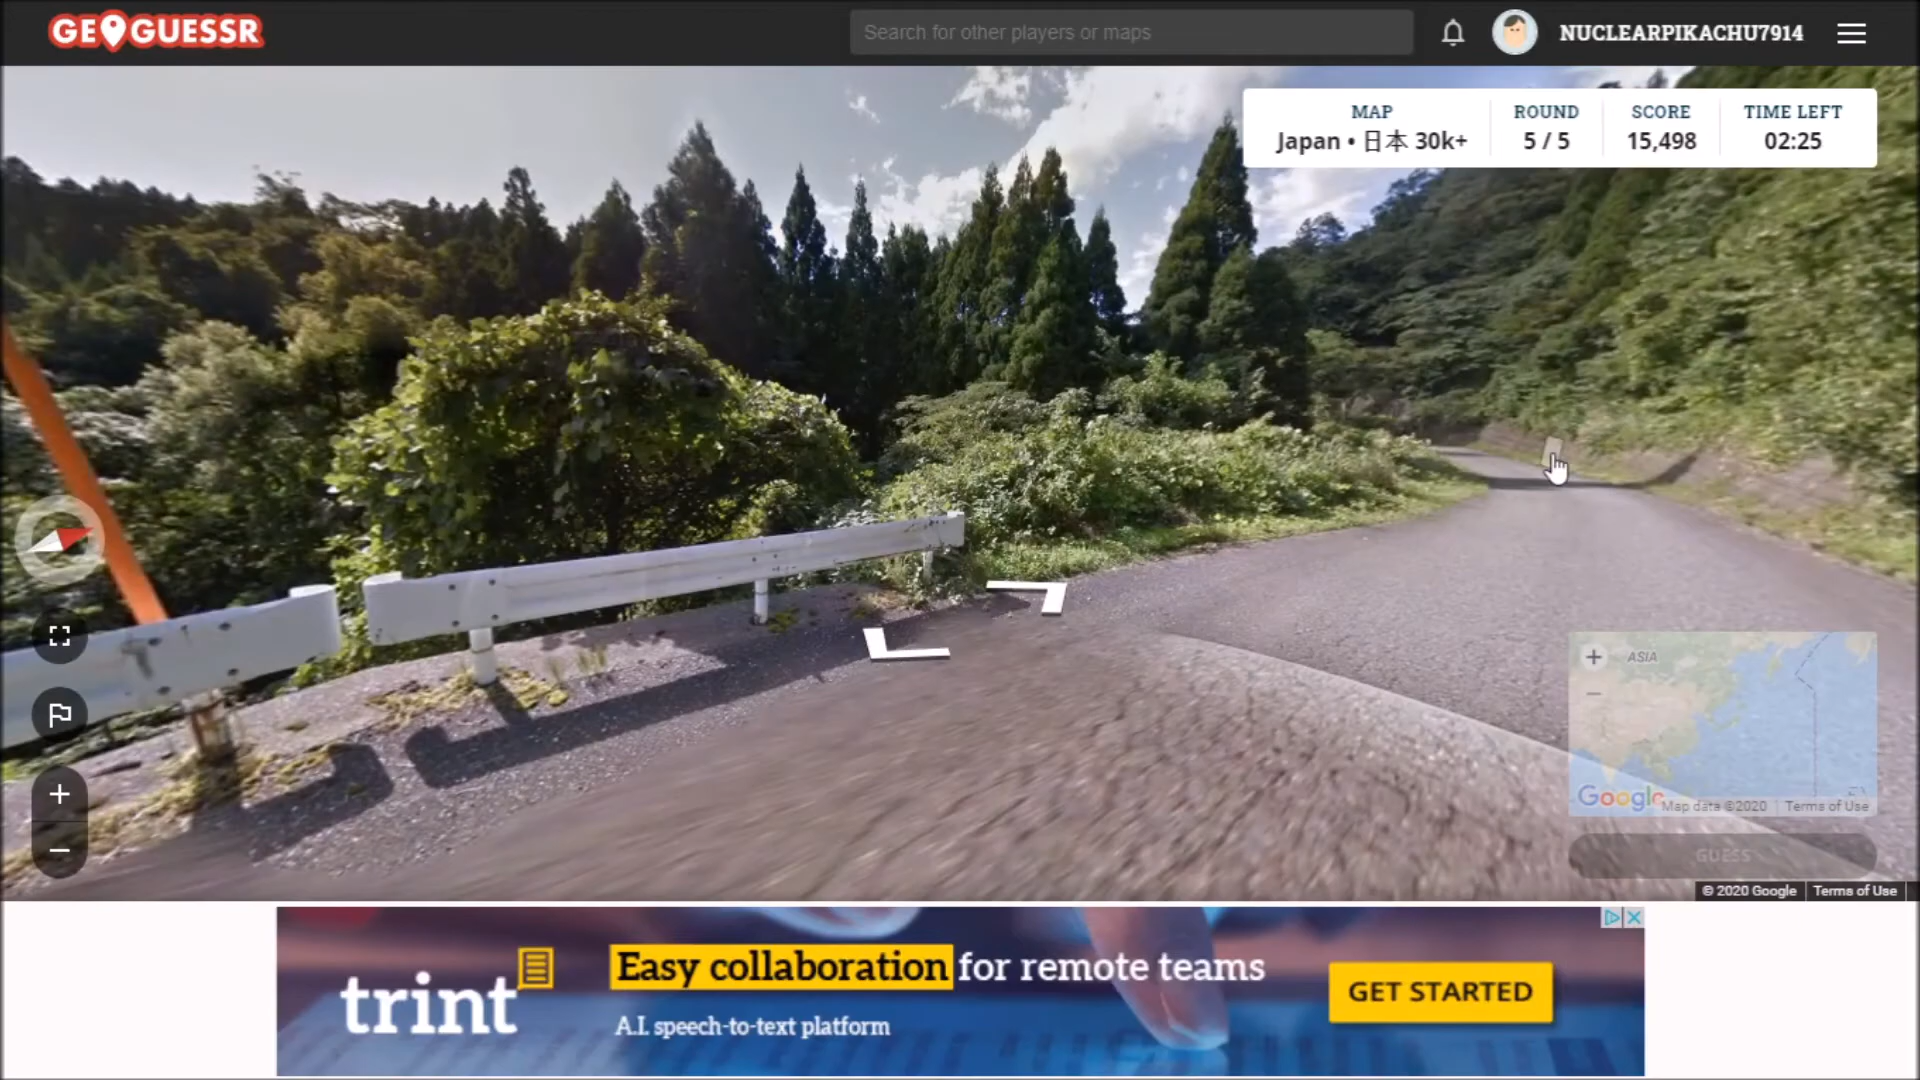 GEOGUESSR
Search for other players or maps
NUCLEARPIKACHU7914
MAP
Japan • 日本 30k+
ROUND
5 / 5
SCORE
15,498
TIME LEFT
02:25
ASIA
Google
Map data ©2020
Terms of Use
GUESS
© 2020 Google
Terms of Use
trint
Easy collaboration for remote teams
A.I. speech-to-text platform
GET STARTED